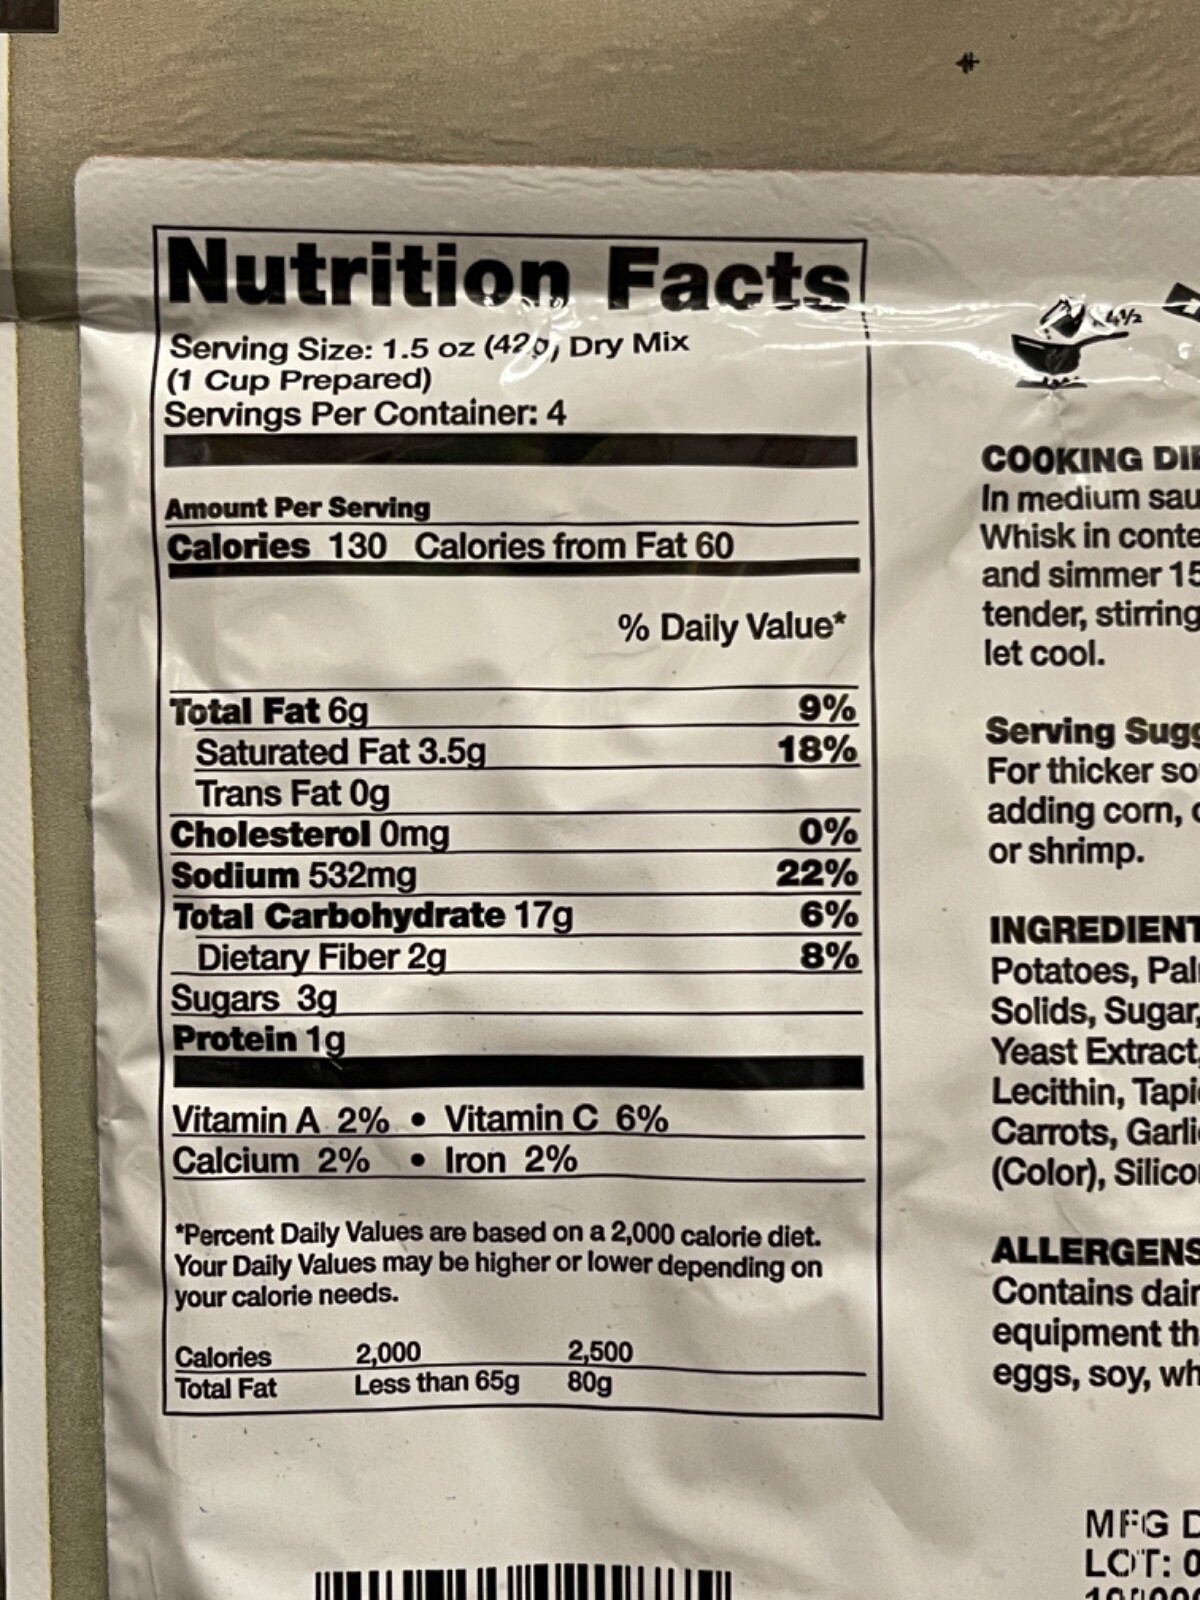 Nutrition Facts
Serving Size: 1.5 oz (42g) Dry Mix
(1 Cup Prepared)
Servings Per Container: 4
Amount Per Serving
Calories 130 Calories from Fat 60
% Daily Value*
Total Fat 6g 9%
Saturated Fat 3.5g 18%
Trans Fat 0g
Cholesterol 0mg 0%
Sodium 532mg 22%
Total Carbohydrate 17g 6%
Dietary Fiber 2g 8%
Sugars 3g
Protein 1g
Vitamin A 2% • Vitamin C 6%
Calcium 2% • Iron 2%
*Percent Daily Values are based on a 2,000 calorie diet.
Your Daily Values may be higher or lower depending on
your calorie needs.
Calories 2,000 2,500
Total Fat Less than 65g 80g
4½
COOKING
In medium
Whisk in
and simmer 15
tender, stirring
let cool.
Serving
For thicker
adding corn,
or shrimp.
INGREDIENT
Potatoes,
Solids, Sugar,
Yeast Extract,
Lecithin,
Carrots,
(Color),
ALLERGENS
Contains
equipment
eggs, soy,
MFG
LOT: 0